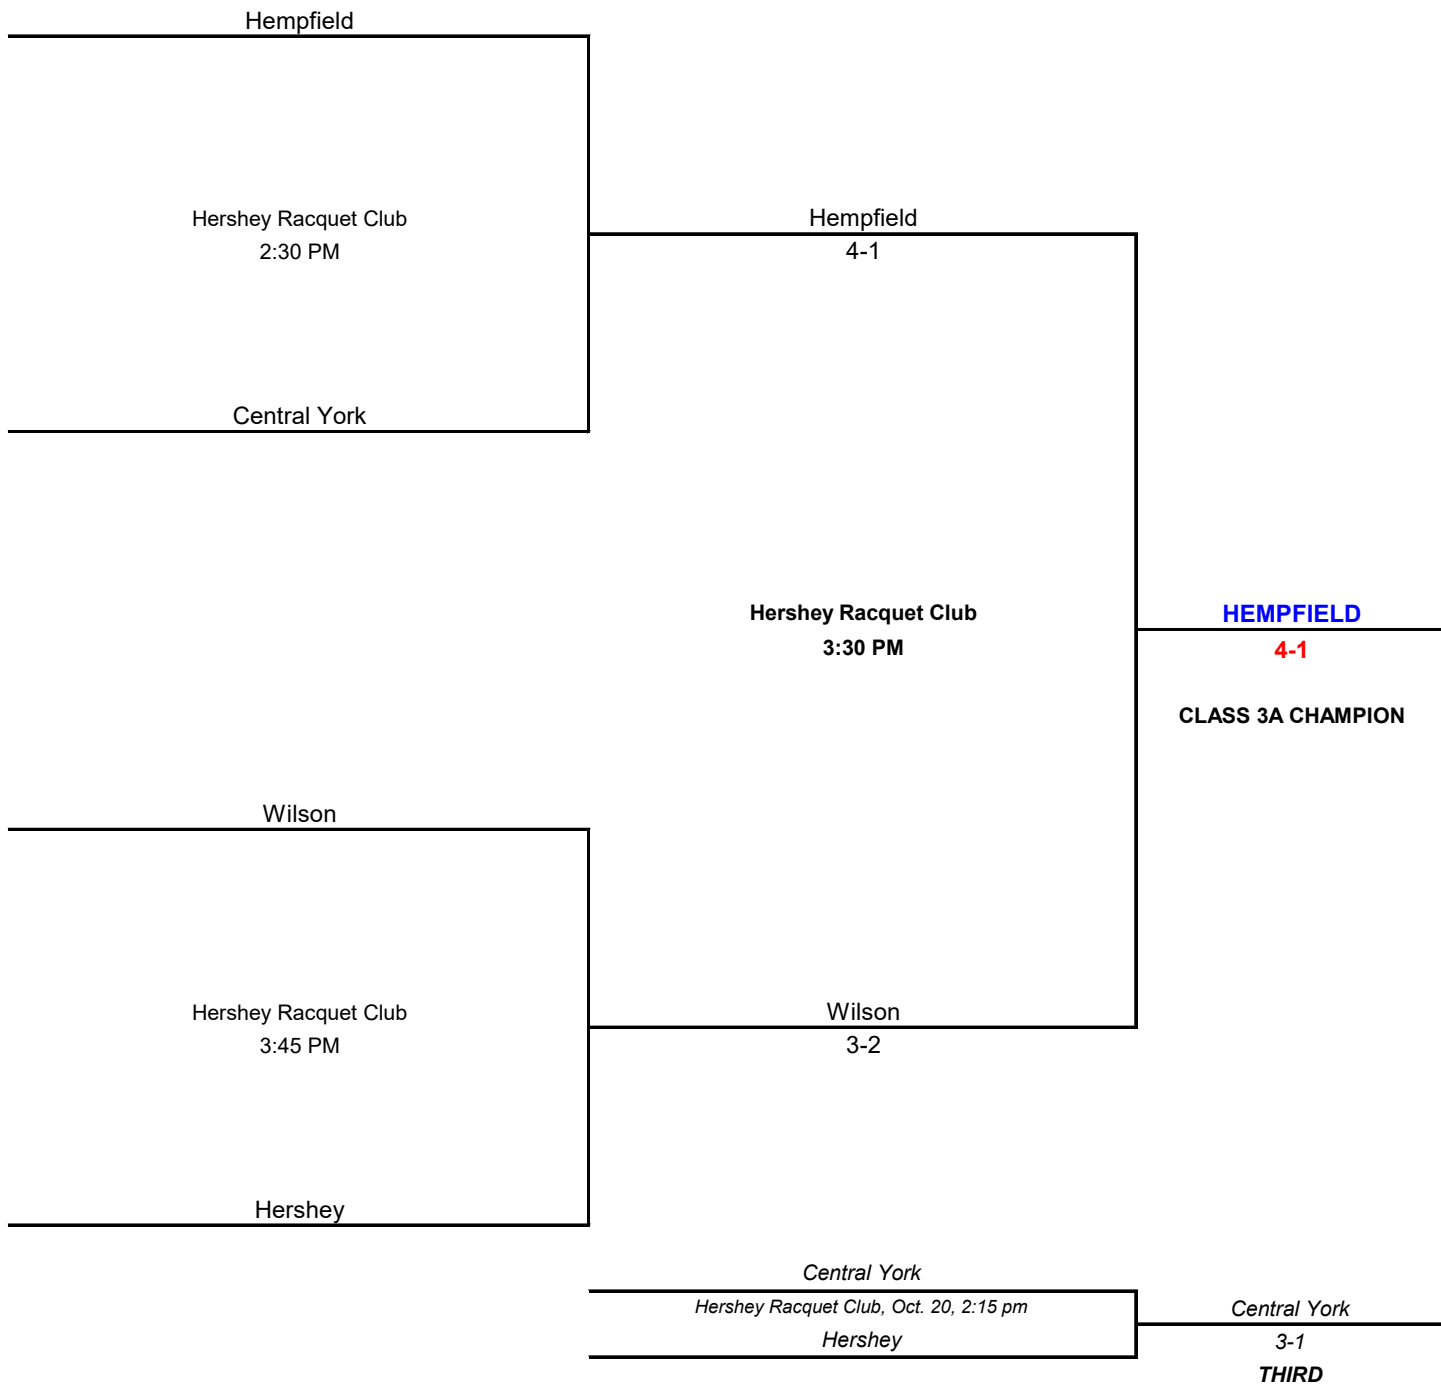 Hempfield
Hershey Racquet Club
2:30 PM
Central York
Hempfield
4-1
Hershey Racquet Club
3:30 PM
HEMPFIELD
4-1
CLASS 3A CHAMPION
Wilson
Hershey Racquet Club
3:45 PM
Hershey
Wilson
3-2
Central York
Hershey Racquet Club, Oct. 20, 2:15 pm
Hershey
Central York
3-1
THIRD